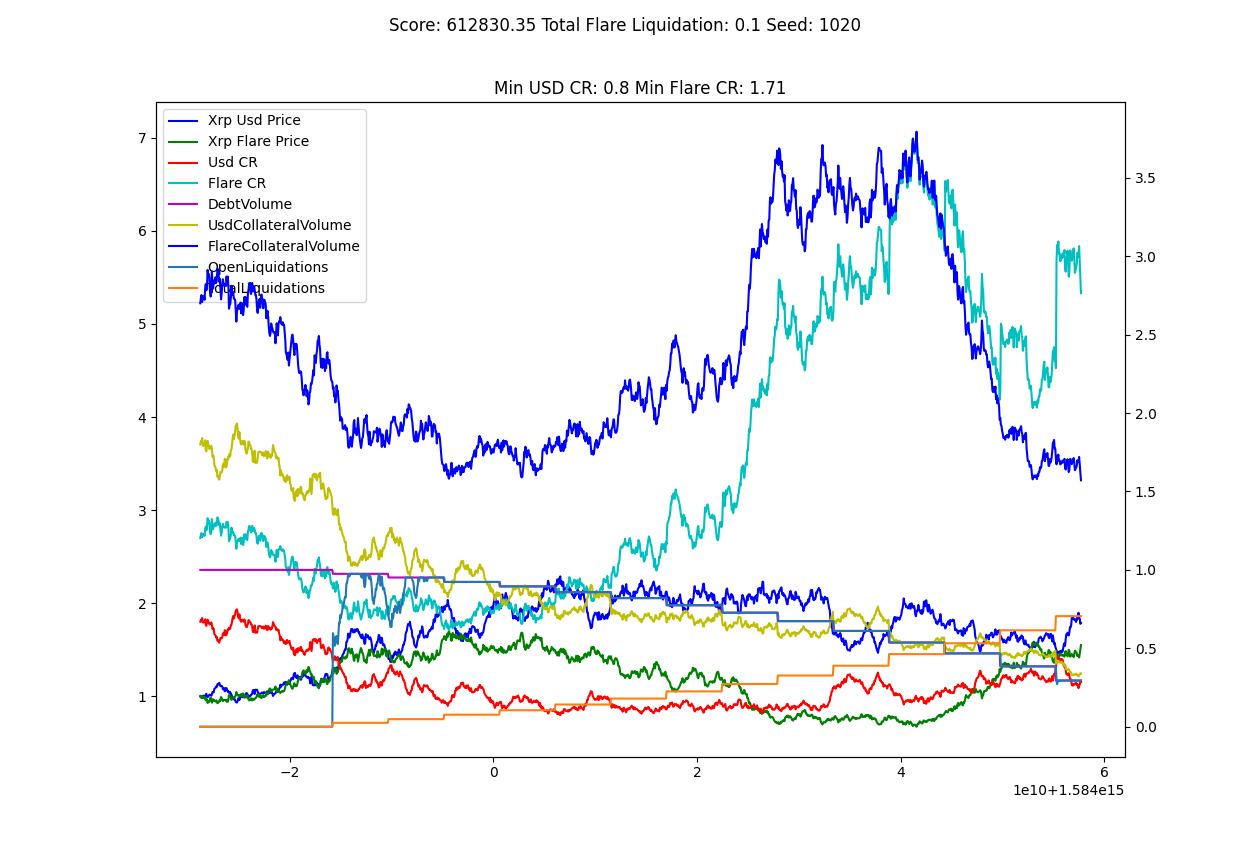 Score: 612830.35 Total Flare Liquidation: 0.1 Seed: 1020
Min USD CR: 0.8 Min Flare CR: 1.71
Xrp Usd Price
Xrp Flare Price
Usd CR
Flare CR
DebtVolume
UsdCollateralVolume
FlareCollateralVolume
OpenLiquidations
TotalLiquidations
7
6
5
4
3
2
1
3.5
3.0
2.5
2.0
1.5
1.0
0.5
0.0
−2
0
2
4
6
1e10+1.584e15